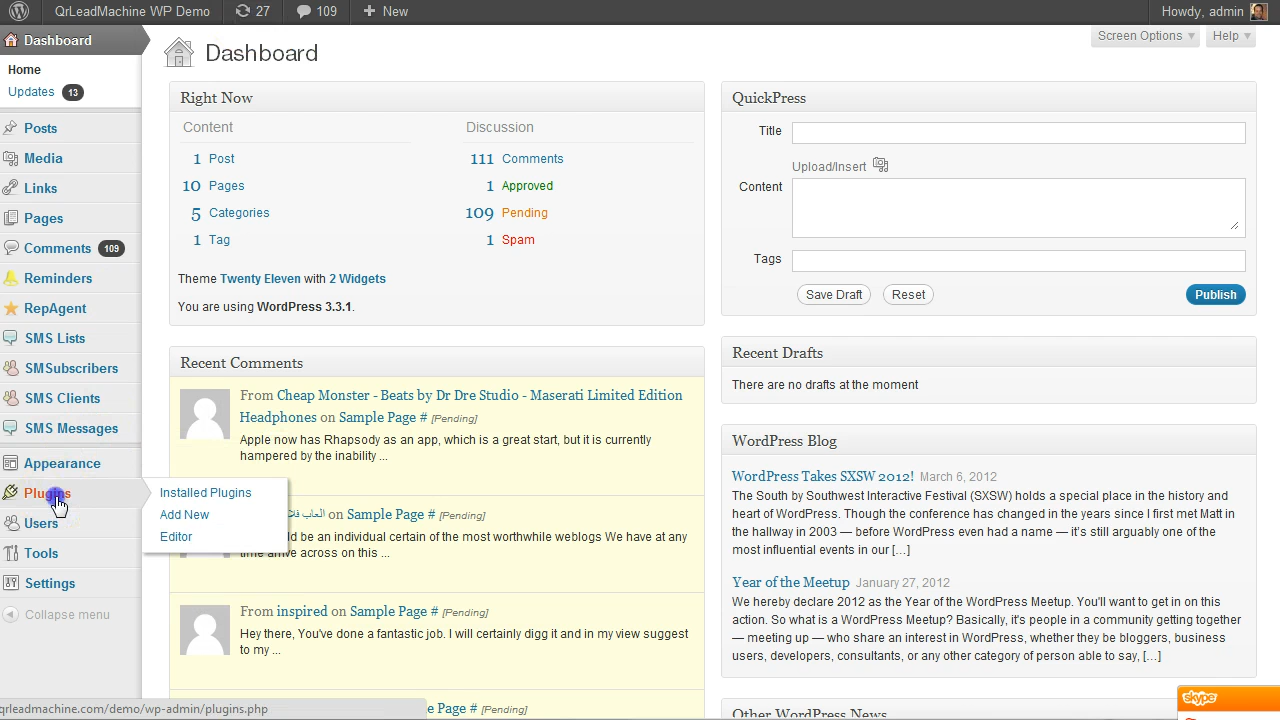 QrLeadMachine WP Demo 27 109 New Howdy, admin
Dashboard
Home
Updates 13
Posts
Media
Links
Pages
Comments 109
Reminders
RepAgent
SMS Lists
SMSubscribers
SMS Clients
SMS Messages
Appearance
Plugins
Users
Tools
Settings
Collapse menu
Installed Plugins
Add New
Editor
Screen Options Help
Dashboard
Right Now
Content
1 Post
10 Pages
5 Categories
1 Tag
Discussion
111 Comments
1 Approved
109 Pending
1 Spam
Theme Twenty Eleven with 2 Widgets
You are using WordPress 3.3.1.
Recent Comments
From Cheap Monster - Beats by Dr Dre Studio - Maserati Limited Edition
Headphones on Sample Page # [Pending]
Apple now has Rhapsody as an app, which is a great start, but it is currently
hampered by the inability ...
العاب on Sample Page # [Pending]
be an individual certain of the most worthwhile weblogs We have at any
time arrive across on this ...
From inspired on Sample Page # [Pending]
Hey there, You've done a fantastic job. I will certainly digg it and in my view suggest
to my ...
Page # [Pending]
QuickPress
Title
Upload/Insert
Content
Tags
Save Draft Reset Publish
Recent Drafts
There are no drafts at the moment
WordPress Blog
WordPress Takes SXSW 2012! March 6, 2012
The South by Southwest Interactive Festival (SXSW) holds a special place in the history and
heart of WordPress. Though the conference has changed in the years since I first met Matt
in the hallway in 2003 — before WordPress even had a name — it's still arguably one of the
most influential events in our [...]
Year of the Meetup January 27, 2012
We hereby declare 2012 as the Year of the WordPress Meetup. You'll want to get in on this
action. So what is a WordPress Meetup? Basically, it's people in a community getting together
— meeting up — who share an interest in WordPress, whether they be bloggers, business
users, developers, consultants, or any other category of person able to say, [...]
Other WordPress News
skype
qrleadmachine.com/demo/wp-admin/plugins.php